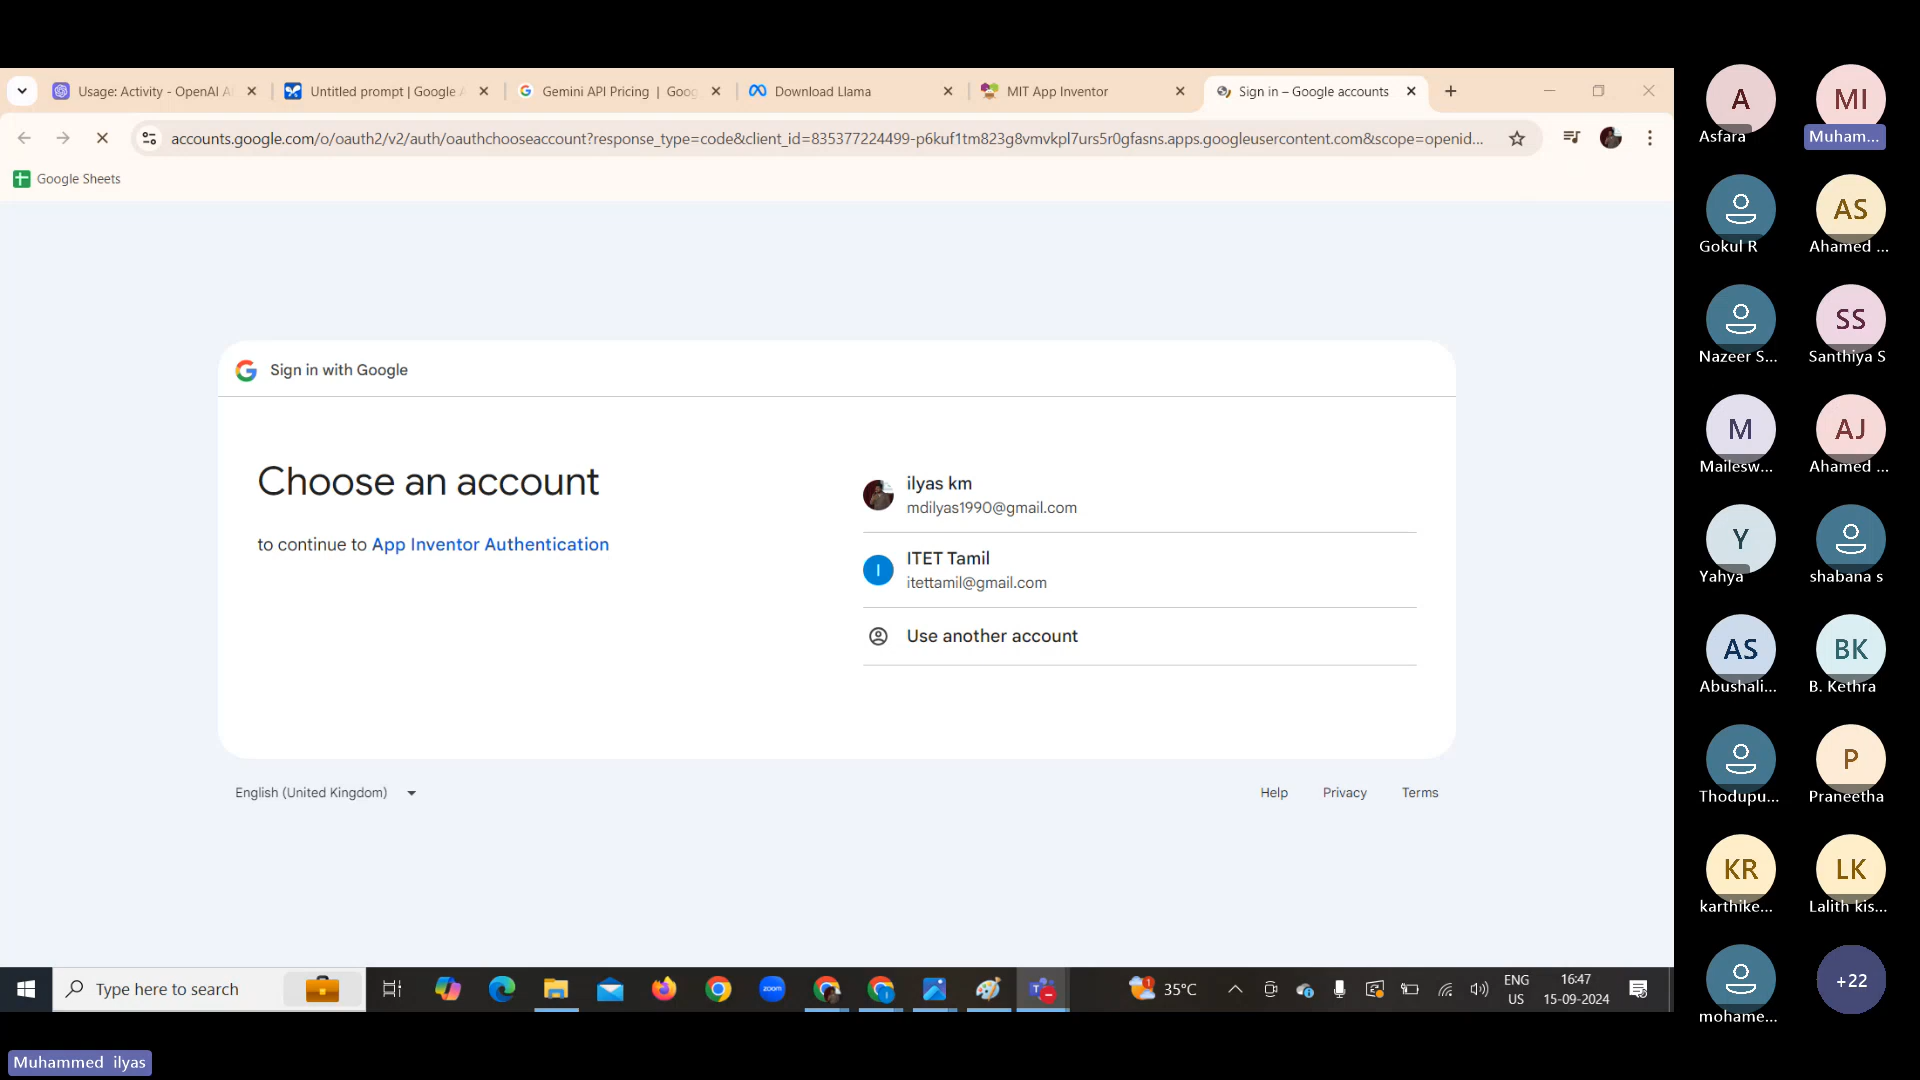 Usage: Activity - OpenAI A
Untitled prompt | Google A
Gemini API Pricing | Goog
Download Llama
MIT App Inventor
Sign in – Google accounts
accounts.google.com/o/oauth2/v2/auth/oauthchooseaccount?response_type=code&client_id=835377224499-p6kuf1tm823g8vmvkpl7urs5r0gfasns.apps.googleusercontent.com&scope=openid...
Google Sheets
Sign in with Google
Choose an account
to continue to App Inventor Authentication
ilyas km
mdilyas1990@gmail.com
I
ITET Tamil
itettamil@gmail.com
Use another account
English (United Kingdom)
Help
Privacy
Terms
Type here to search
zoom
1
35°C
ENG
US
16:47
15-09-2024
Muhammed ilyas
A
Asfara
MI
Muham...
Gokul R
AS
Ahamed ...
Nazeer S...
SS
Santhiya S
M
Mailesw...
AJ
Ahamed ...
Y
Yahya
shabana s
AS
Abushali...
BK
B. Kethra
Thodupu...
P
Praneetha
KR
karthike...
LK
Lalith kis...
mohame...
+22